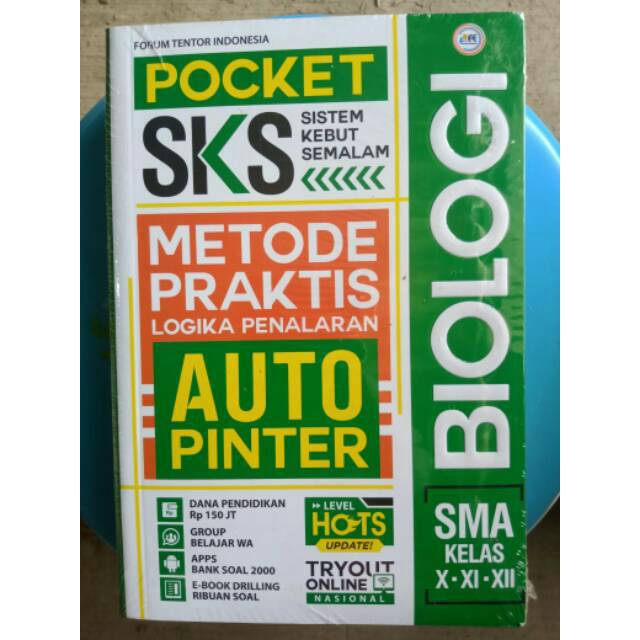 FORUM TENTOR INDONESIA
POCKET
SKS
SISTEM
KEBUT
SEMALAM
METODE
PRAKTIS
LOGIKA PENALARAN
AUTO
PINTER
DANA PENDIDIKAN
Rp 150 JT
GROUP
BELAJAR WA
APPS
BANK SOAL 2000
E-BOOK DRILLING
RIBUAN SOAL
LEVEL
HOTS
UPDATE!
TRYOUT
ONLINE
NASIONAL
BIOLOGI
SMA
KELAS
X • XI • XII